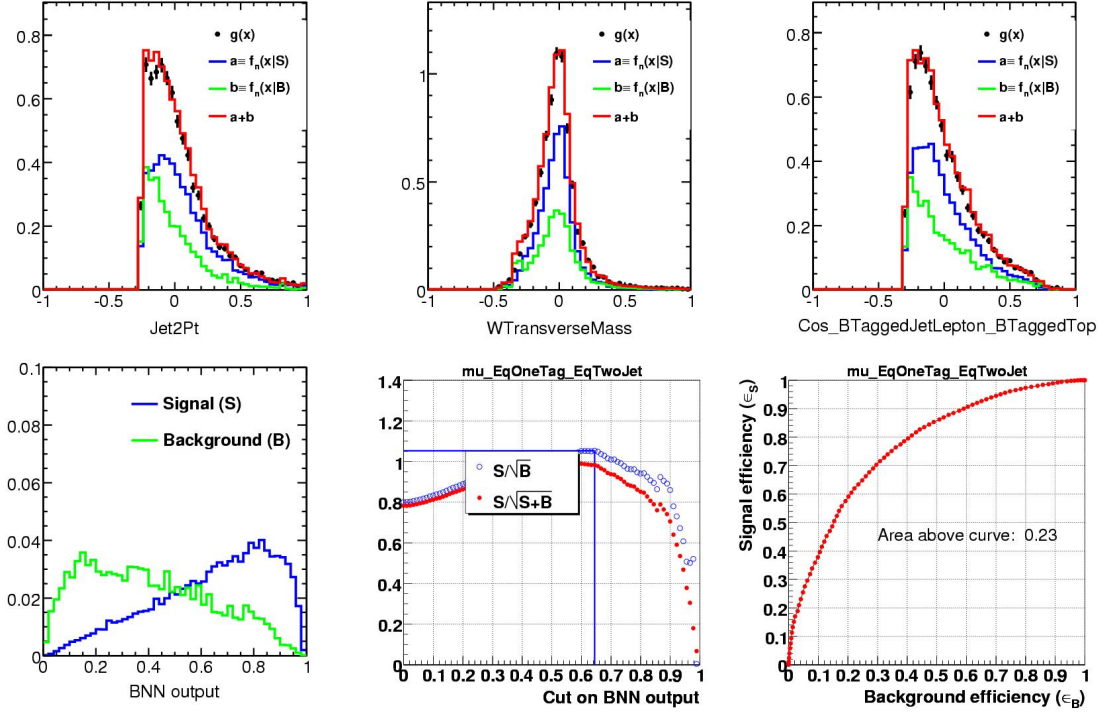 0.8
0.6
0.4
0.2
0
-1 -0.5 0 0.5 1
g(x)
a≡ fₙ(x|S)
b≡ fₙ(x|B)
a+b
Jet2Pt
1
0.5
0
-1 -0.5 0 0.5 1
g(x)
a≡ fₙ(x|S)
b≡ fₙ(x|B)
a+b
WTransverseMass
0.8
0.6
0.4
0.2
0
-1 -0.5 0 0.5 1
g(x)
a≡ fₙ(x|S)
b≡ fₙ(x|B)
a+b
Cos_BTaggedJetLepton_BTaggedTop
0.1
0.08
0.06
0.04
0.02
0
0 0.2 0.4 0.6 0.8 1
Signal (S)
Background (B)
BNN output
mu_EqOneTag_EqTwoJet
1.4
1.2
1
0.8
0.6
0.4
0.2
0
0 0.1 0.2 0.3 0.4 0.5 0.6 0.7 0.8 0.9 1
S/√B
S/√S+B
Cut on BNN output
mu_EqOneTag_EqTwoJet
Signal efficiency (ϵS)
1
0.9
0.8
0.7
0.6
0.5
0.4
0.3
0.2
0.1
0
Area above curve: 0.23
0 0.1 0.2 0.3 0.4 0.5 0.6 0.7 0.8 0.9 1
Background efficiency (ϵB)